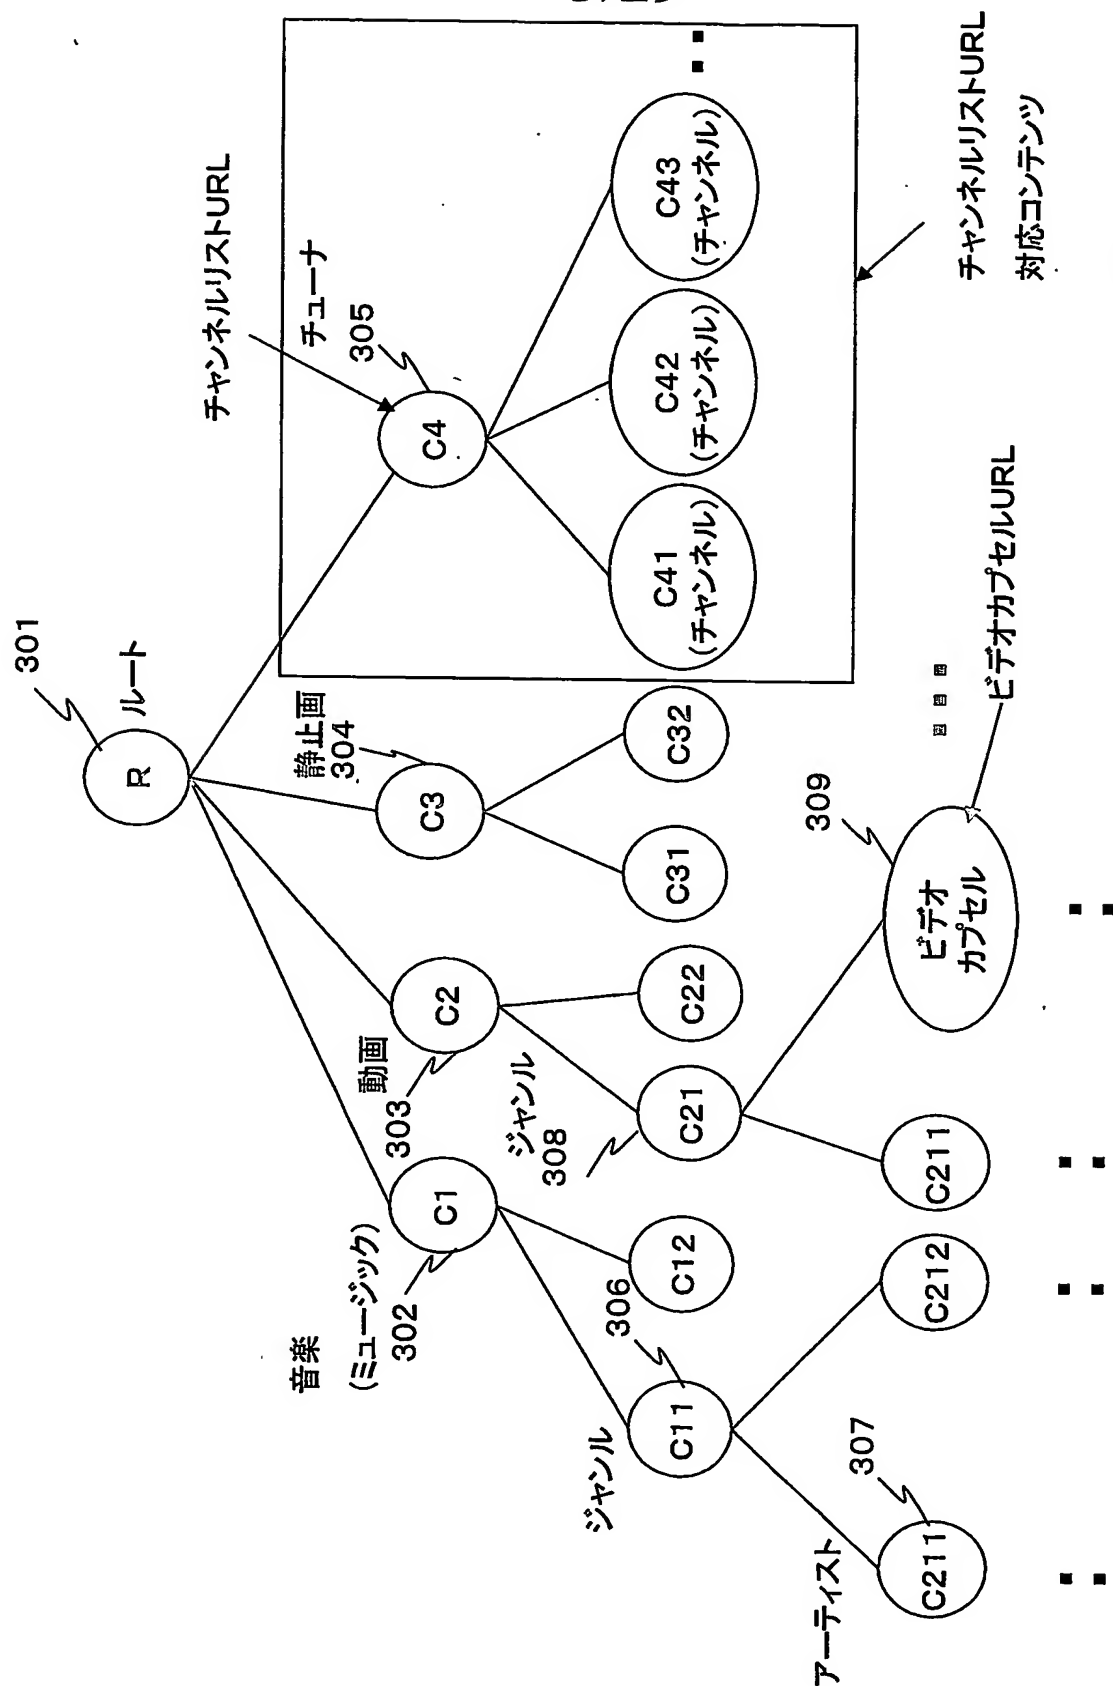 301
ルート
R
チャンネルリストURL
音楽
(ミュージック)
302
C1
動画
303
C2
静止画
304
C3
チューナ
305
C4
ジャンル
306
C11
C12
ジャンル
308
C21
C22
C31
C32
C41
(チャンネル)
C42
(チャンネル)
C43
(チャンネル)
アーティスト
307
C211
C212
C211
309
ビデオ
カプセル
ビデオカプセルURL
チャンネルリストURL
対応コンテンツ